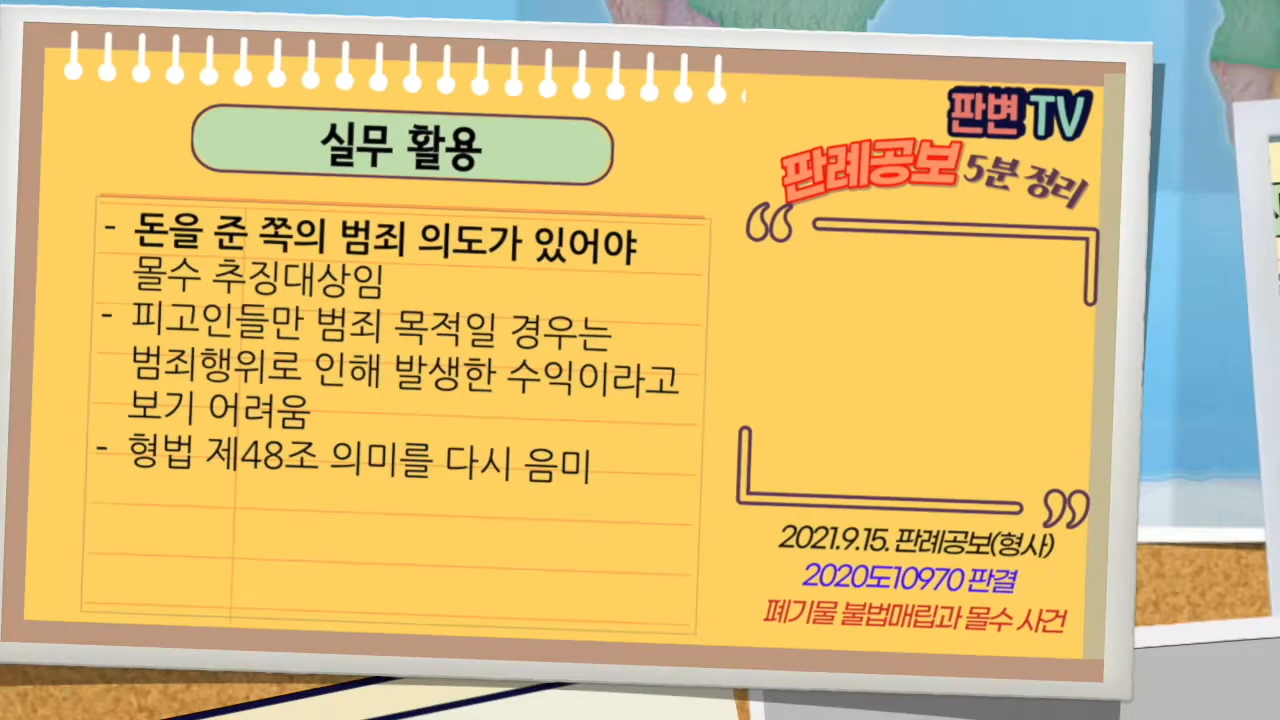 ERICA
판변 TV
판례공보 5분 정리
실무 활용
- 돈을 준 쪽의 범죄 의도가 있어야
몰수 추징대상임
- 피고인들만 범죄 목적일 경우는
범죄행위로 인해 발생한 수익이라고
보기 어려움
- 형법 제48조 의미를 다시 음미
2021.9.15. 판례공보(형사)
2020도10970 판결
폐기물 불법매립과 몰수 사건